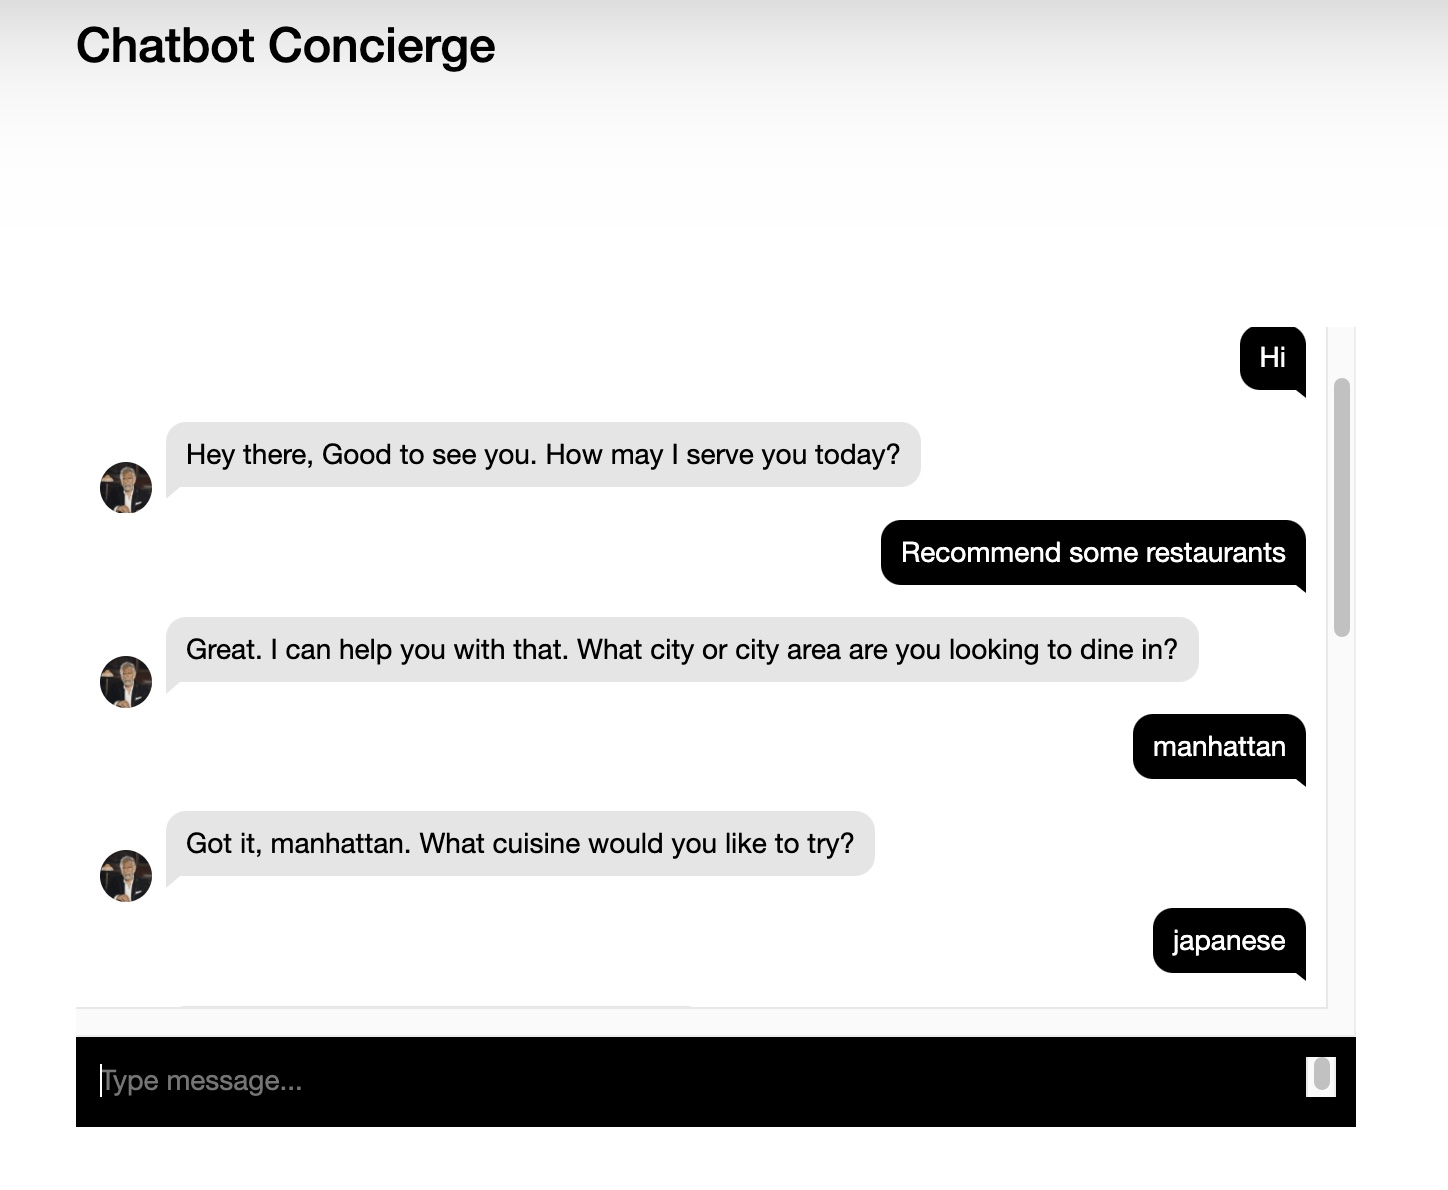 Chatbot Concierge
Hi
Hey there, Good to see you. How may I serve you today?
Recommend some restaurants
Great. I can help you with that. What city or city area are you looking to dine in?
manhattan
Got it, manhattan. What cuisine would you like to try?
japanese
Type message...